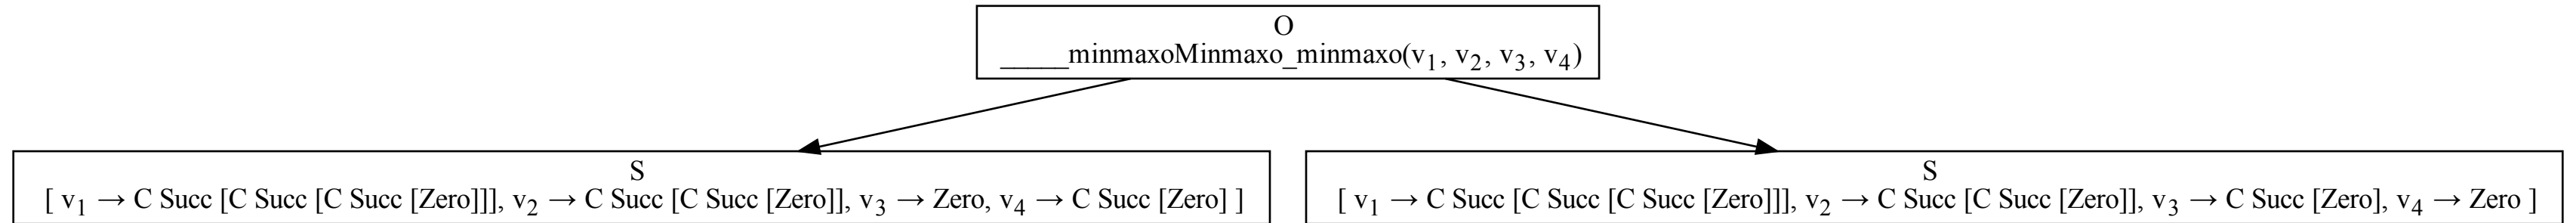 O
_____minmaxoMinmaxo_minmaxo(v₁, v₂, v₃, v₄)
S
[ v₁ → C Succ [C Succ [C Succ [Zero]]], v₂ → C Succ [C Succ [Zero]], v₃ → Zero, v₄ → C Succ [Zero] ]
S
[ v₁ → C Succ [C Succ [C Succ [Zero]]], v₂ → C Succ [C Succ [Zero]], v₃ → C Succ [Zero], v₄ → Zero ]